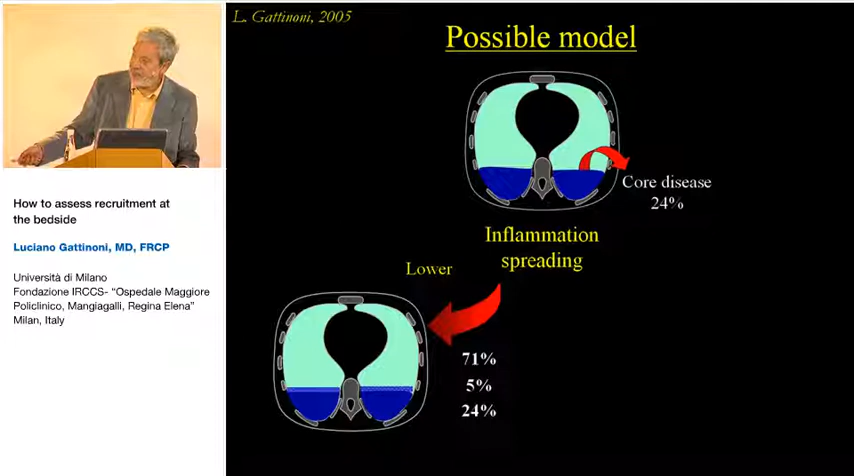 L. Gattinoni, 2005
Possible model
Core disease
24%
Inflammation
spreading
Lower
71%
5%
24%
How to assess recruitment at
the bedside
Luciano Gattinoni, MD, FRCP
Università di Milano
Fondazione IRCCS- “Ospedale Maggiore
Policlinico, Mangiagalli, Regina Elena”
Milan, Italy